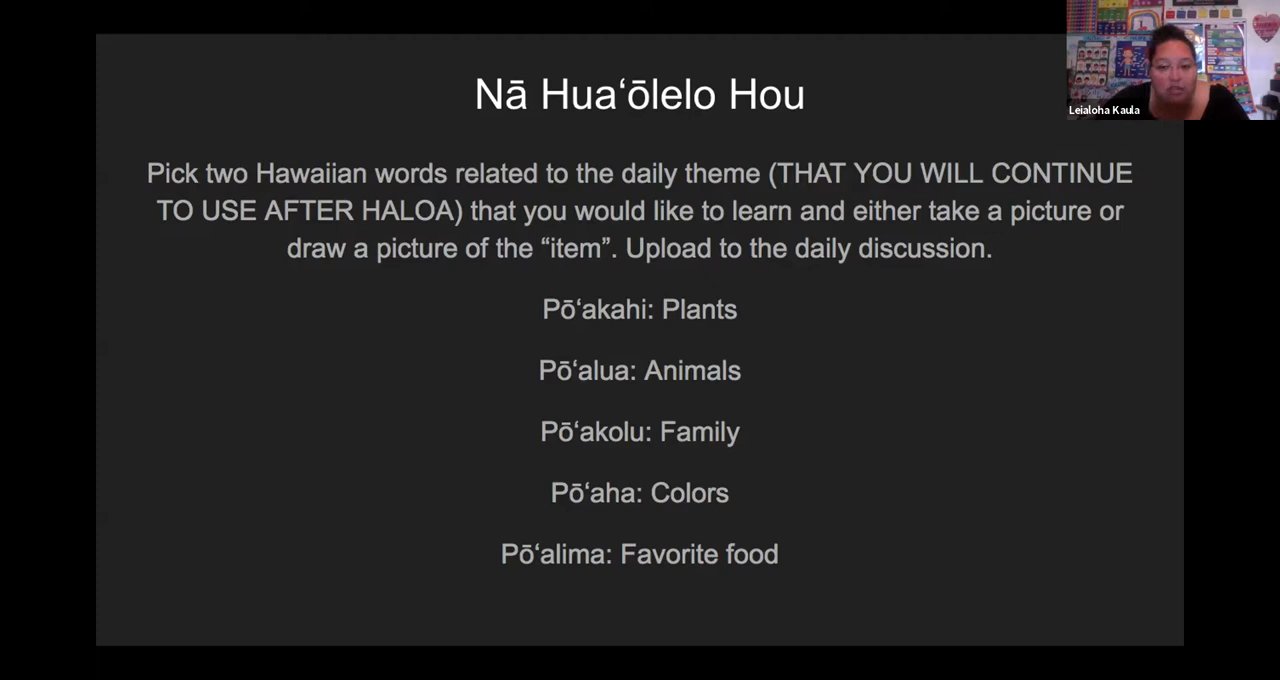 Nā Huaʻōlelo Hou
Leialoha Kaula
Pick two Hawaiian words related to the daily theme (THAT YOU WILL CONTINUE
TO USE AFTER HALOA) that you would like to learn and either take a picture or
draw a picture of the “item”. Upload to the daily discussion.
Pōʻakahi: Plants
Pōʻalua: Animals
Pōʻakolu: Family
Pōʻaha: Colors
Pōʻalima: Favorite food